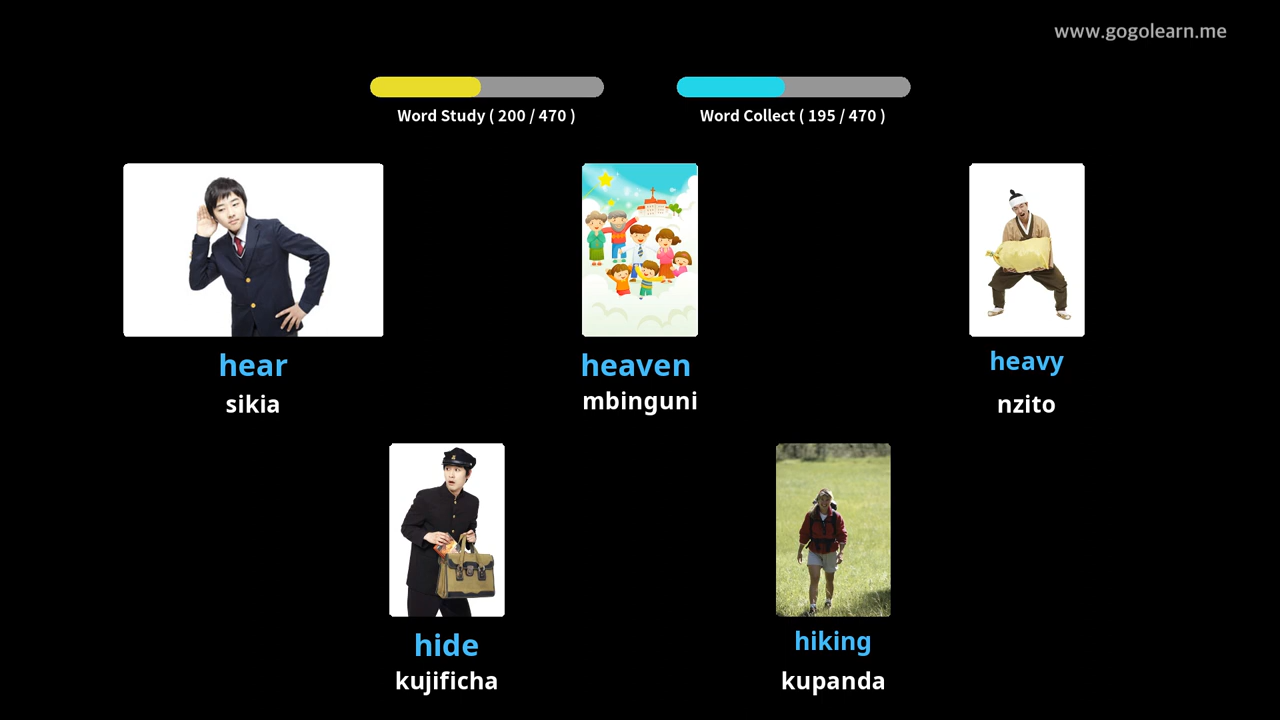 www.gogolearn.me
Word Study ( 200 / 470 )
Word Collect ( 195 / 470 )
hear
sikia
heaven
mbinguni
heavy
nzito
hide
kujificha
hiking
kupanda